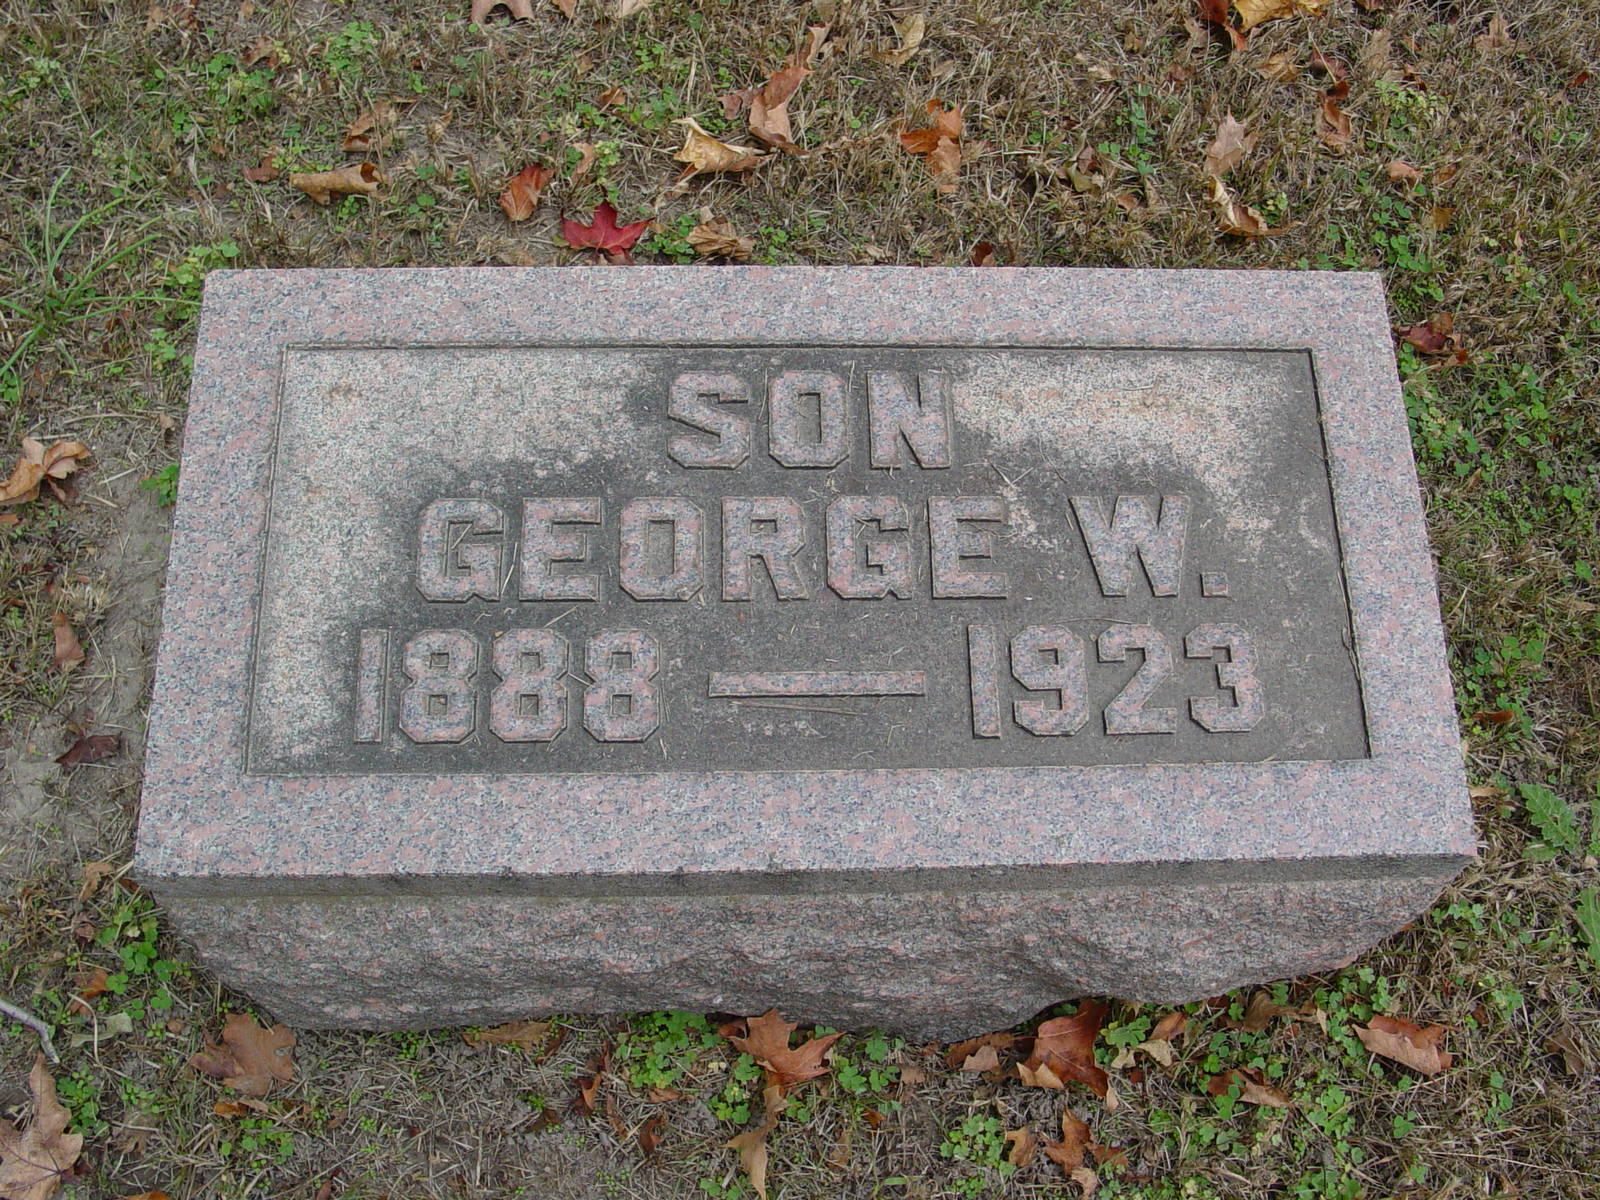 SON
GEORGE W.
1888 — 1923